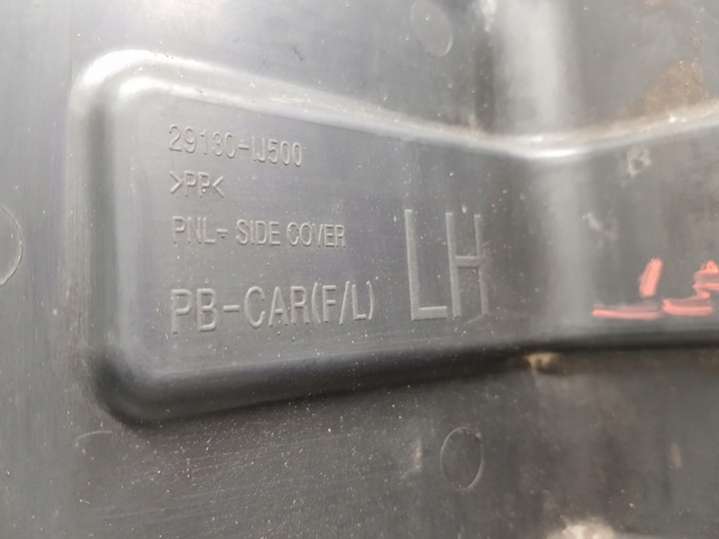 29130-1J500
>PP<
PNL- SIDE COVER
PB-CAR(F/L) LH